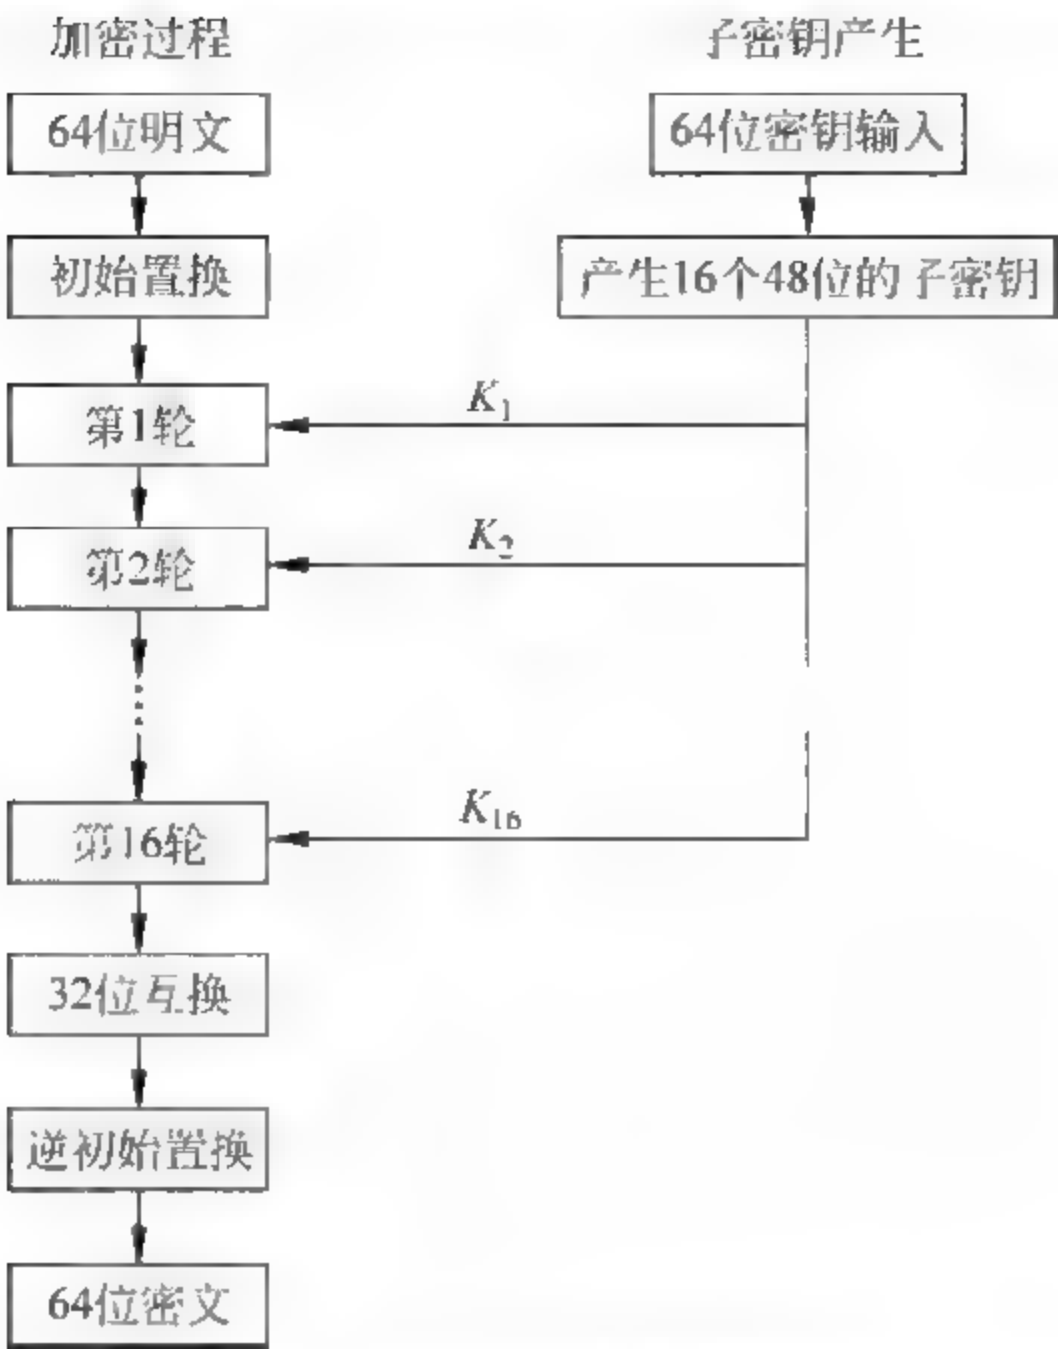 加密过程
子密钥产生
64位明文
64位密钥输入
初始置换
产生16个48位的子密钥
K₁
第1轮
K₂
第2轮
K₁₆
第16轮
32位互换
逆初始置换
64位密文